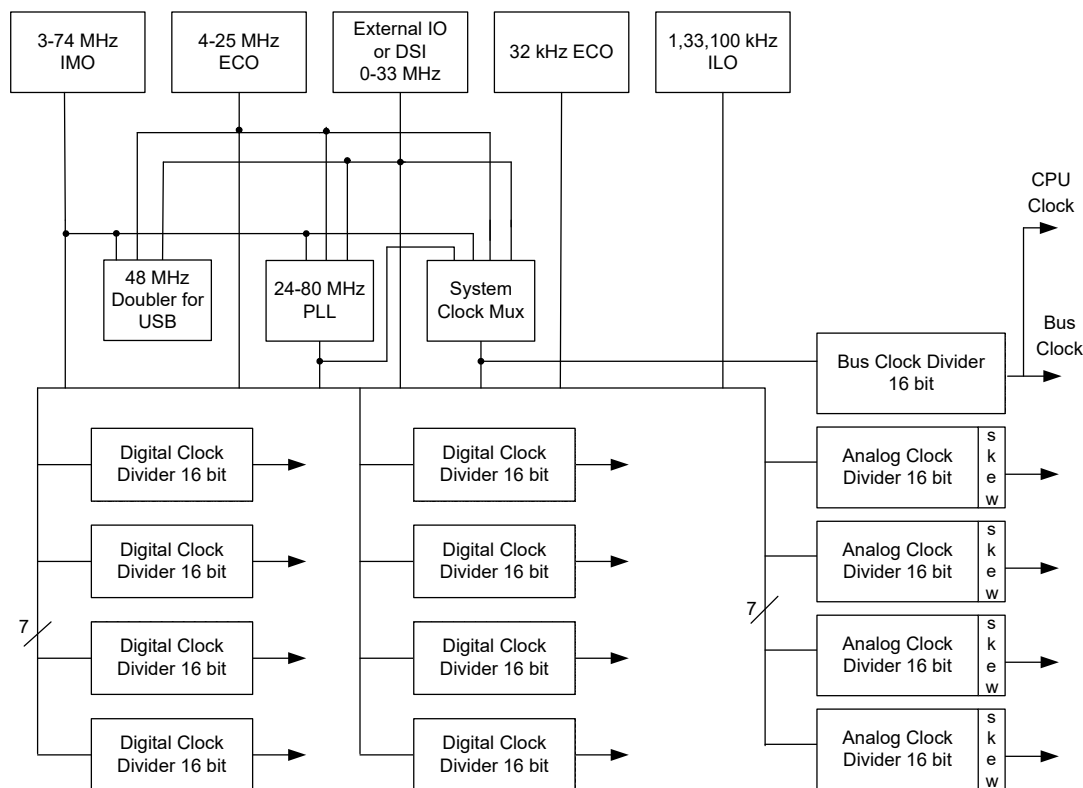 3-74 MHz
IMO
4-25 MHz
ECO
External IO
or DSI
0-33 MHz
32 kHz ECO
1,33,100 kHz
ILO
CPU
Clock
48 MHz
Doubler for
USB
24-80 MHz
PLL
System
Clock Mux
Bus Clock Divider
16 bit
Bus
Clock
Digital Clock
Divider 16 bit
Digital Clock
Divider 16 bit
Analog Clock
Divider 16 bit
s
k
e
w
Digital Clock
Divider 16 bit
Digital Clock
Divider 16 bit
Analog Clock
Divider 16 bit
s
k
e
w
7
7
Digital Clock
Divider 16 bit
Digital Clock
Divider 16 bit
Analog Clock
Divider 16 bit
s
k
e
w
Digital Clock
Divider 16 bit
Digital Clock
Divider 16 bit
Analog Clock
Divider 16 bit
s
k
e
w